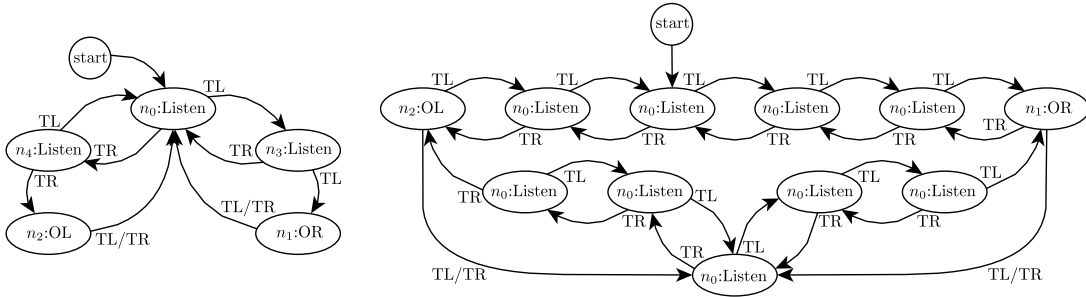 start
TL
n₀:Listen
TL
TR
n₄:Listen
TR
n₃:Listen
TR
TL
TL/TR
n₂:OL
n₁:OR
TL/TR
start
TL
TL
TL
TL
TL
n₂:OL
n₀:Listen
n₀:Listen
n₀:Listen
n₀:Listen
n₁:OR
TR
TR
TR
TR
TR
TL
TL
TL
TR
n₀:Listen
n₀:Listen
TL
n₀:Listen
n₀:Listen
TR
TR
TR
TR
TL
TL/TR
n₀:Listen
TL/TR